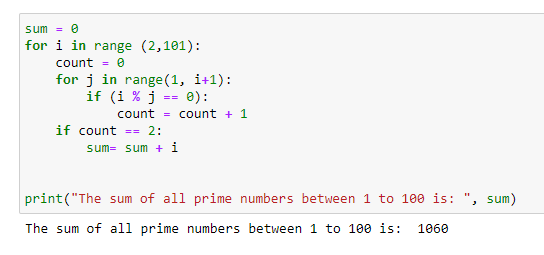 sum = 0
for i in range (2,101):
    count = 0
    for j in range(1, i+1):
        if (i % j == 0):
            count = count + 1
    if count == 2:
        sum= sum + i
print("The sum of all prime numbers between 1 to 100 is: ", sum)
The sum of all prime numbers between 1 to 100 is:  1060